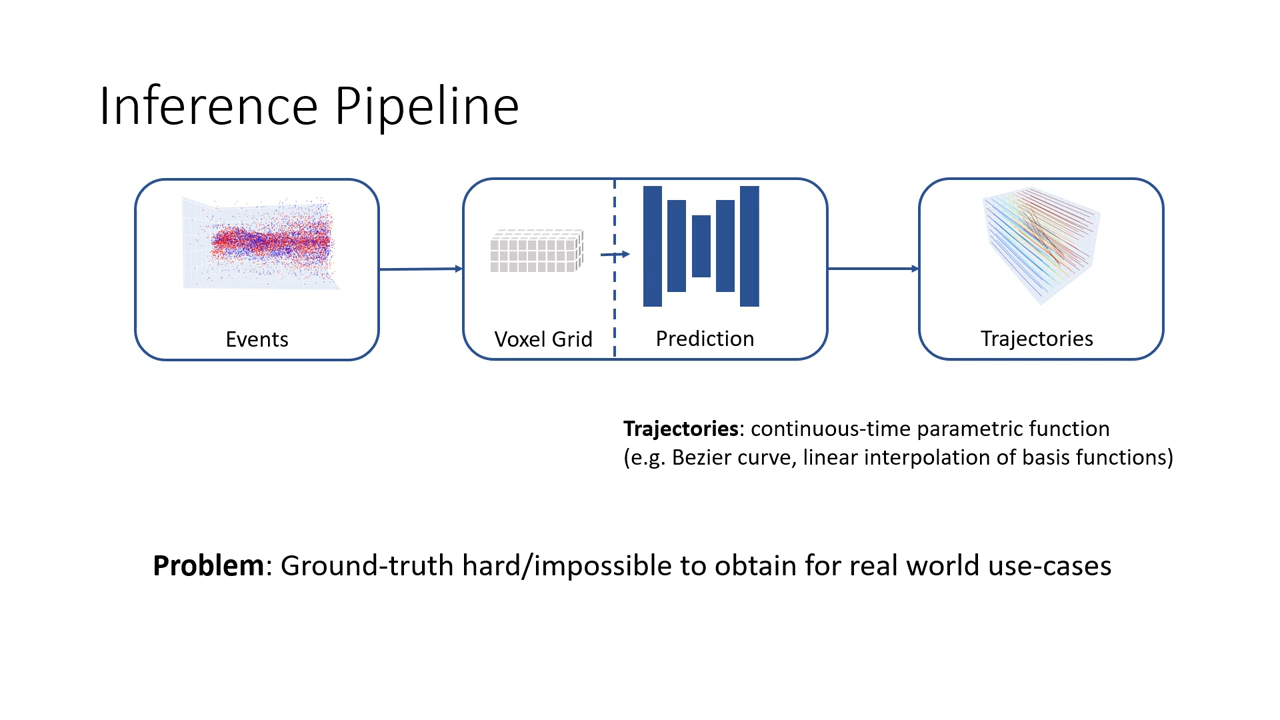 Inference Pipeline
Events
Voxel Grid
Prediction
Trajectories
Trajectories: continuous-time parametric function
(e.g. Bezier curve, linear interpolation of basis functions)
Problem: Ground-truth hard/impossible to obtain for real world use-cases